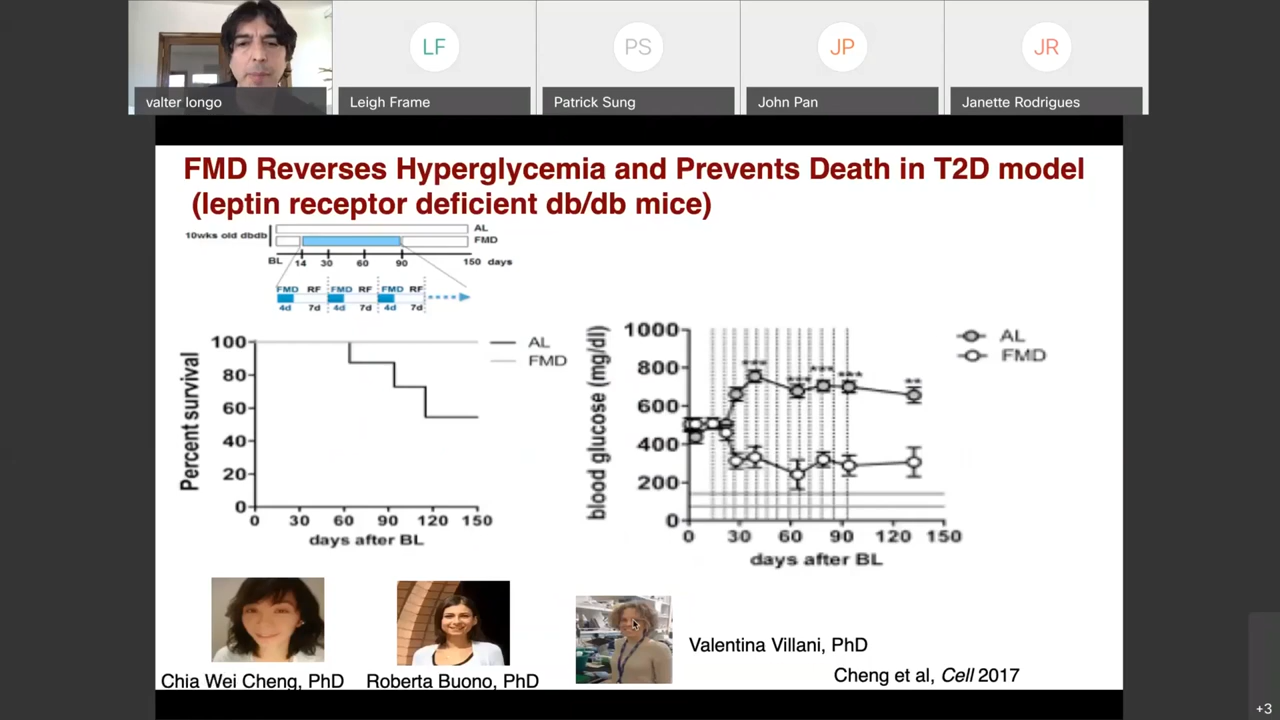 LF
PS
JP
JR
valter longo
Leigh Frame
Patrick Sung
John Pan
Janette Rodrigues
FMD Reverses Hyperglycemia and Prevents Death in T2D model
(leptin receptor deficient db/db mice)
10wks old dbdb
AL
FMD
BL 14 30 60 90 150 days
FMD RF FMD RF FMD RF
4d 7d 4d 7d 4d 7d
Percent survival
100
80
60
40
20
0
0 30 60 90 120 150
days after BL
AL
FMD
blood glucose (mg/dl)
1000
800
600
400
200
0
*** *** *** *** **
0 30 60 90 120 150
days after BL
AL
FMD
Chia Wei Cheng, PhD
Roberta Buono, PhD
Valentina Villani, PhD
Cheng et al, Cell 2017
+3